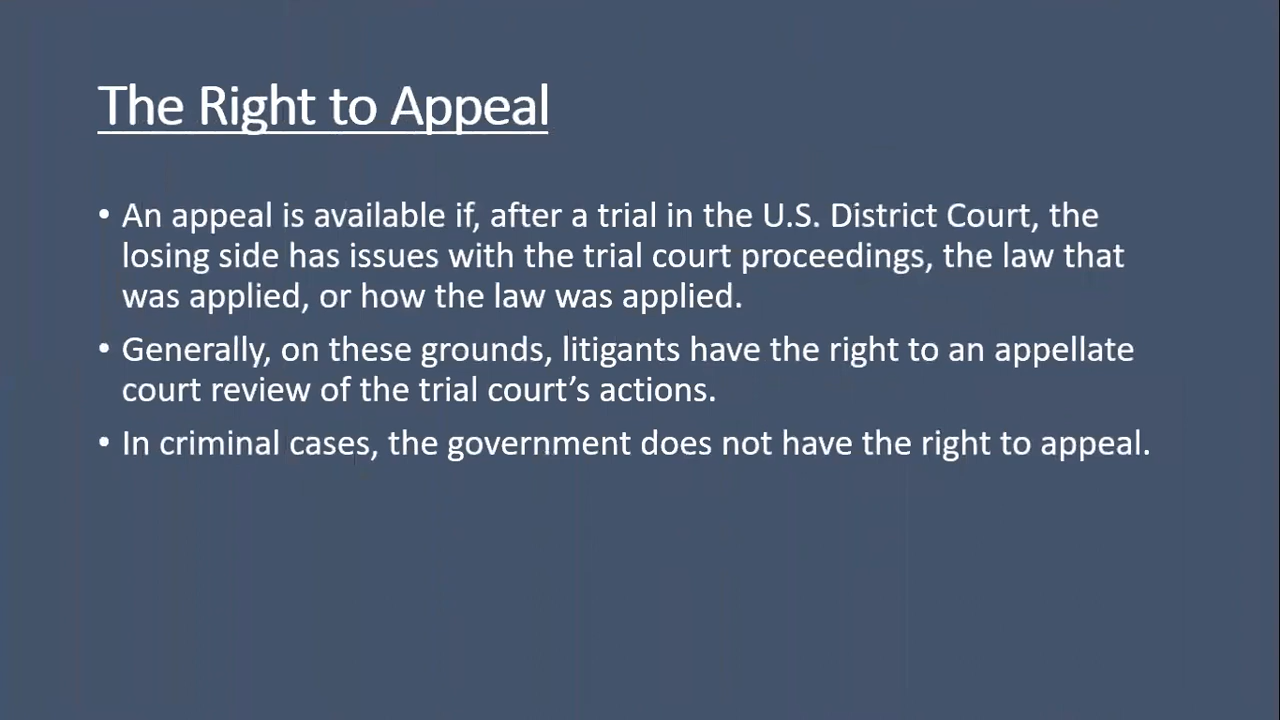 The Right to Appeal
• An appeal is available if, after a trial in the U.S. District Court, the
losing side has issues with the trial court proceedings, the law that
was applied, or how the law was applied.
• Generally, on these grounds, litigants have the right to an appellate
court review of the trial court’s actions.
• In criminal cases, the government does not have the right to appeal.